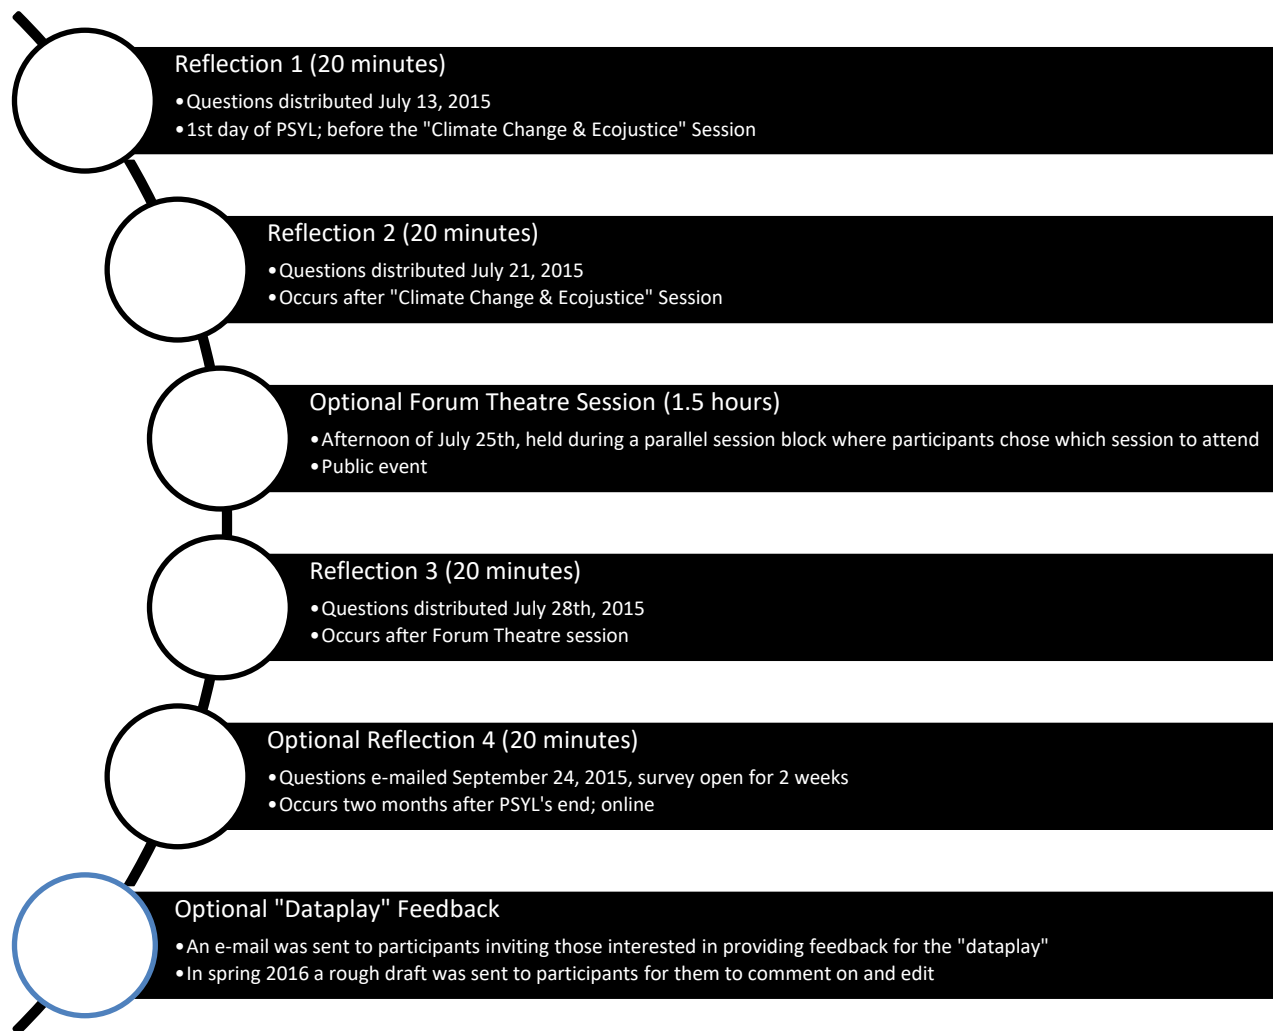 Reflection 1 (20 minutes)
•Questions distributed July 13, 2015
•1st day of PSYL; before the "Climate Change & Ecojustice" Session
Reflection 2 (20 minutes)
•Questions distributed July 21, 2015
•Occurs after "Climate Change & Ecojustice" Session
Optional Forum Theatre Session (1.5 hours)
•Afternoon of July 25th, held during a parallel session block where participants chose which session to attend
•Public event
Reflection 3 (20 minutes)
•Questions distributed July 28th, 2015
•Occurs after Forum Theatre session
Optional Reflection 4 (20 minutes)
•Questions e-mailed September 24, 2015, survey open for 2 weeks
•Occurs two months after PSYL's end; online
Optional "Dataplay" Feedback
•An e-mail was sent to participants inviting those interested in providing feedback for the "dataplay"
•In spring 2016 a rough draft was sent to participants for them to comment on and edit